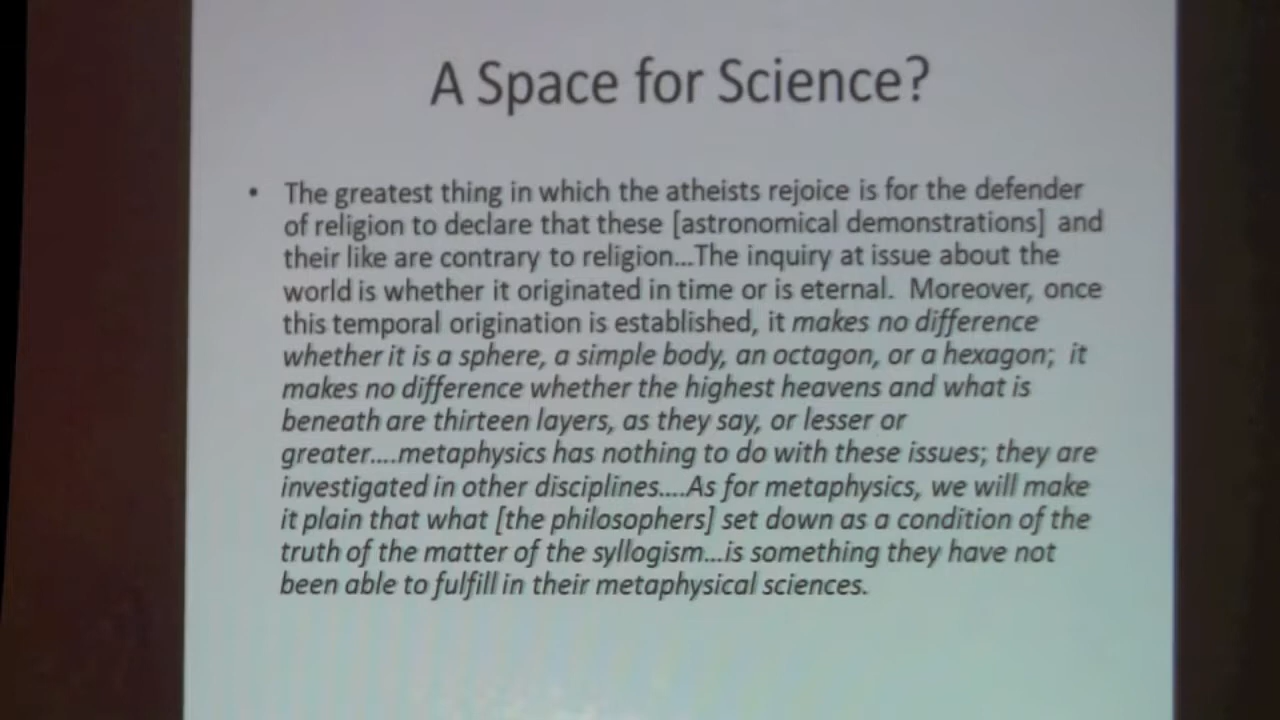 A Space for Science?
• The greatest thing in which the atheists rejoice is for the defender
of religion to declare that these [astronomical demonstrations] and
their like are contrary to religion...The inquiry at issue about the
world is whether it originated in time or is eternal. Moreover, once
this temporal origination is established, it makes no difference
whether it is a sphere, a simple body, an octagon, or a hexagon; it
makes no difference whether the highest heavens and what is
beneath are thirteen layers, as they say, or lesser or
greater....metaphysics has nothing to do with these issues; they are
investigated in other disciplines....As for metaphysics, we will make
it plain that what [the philosophers] set down as a condition of the
truth of the matter of the syllogism...is something they have not
been able to fulfill in their metaphysical sciences.